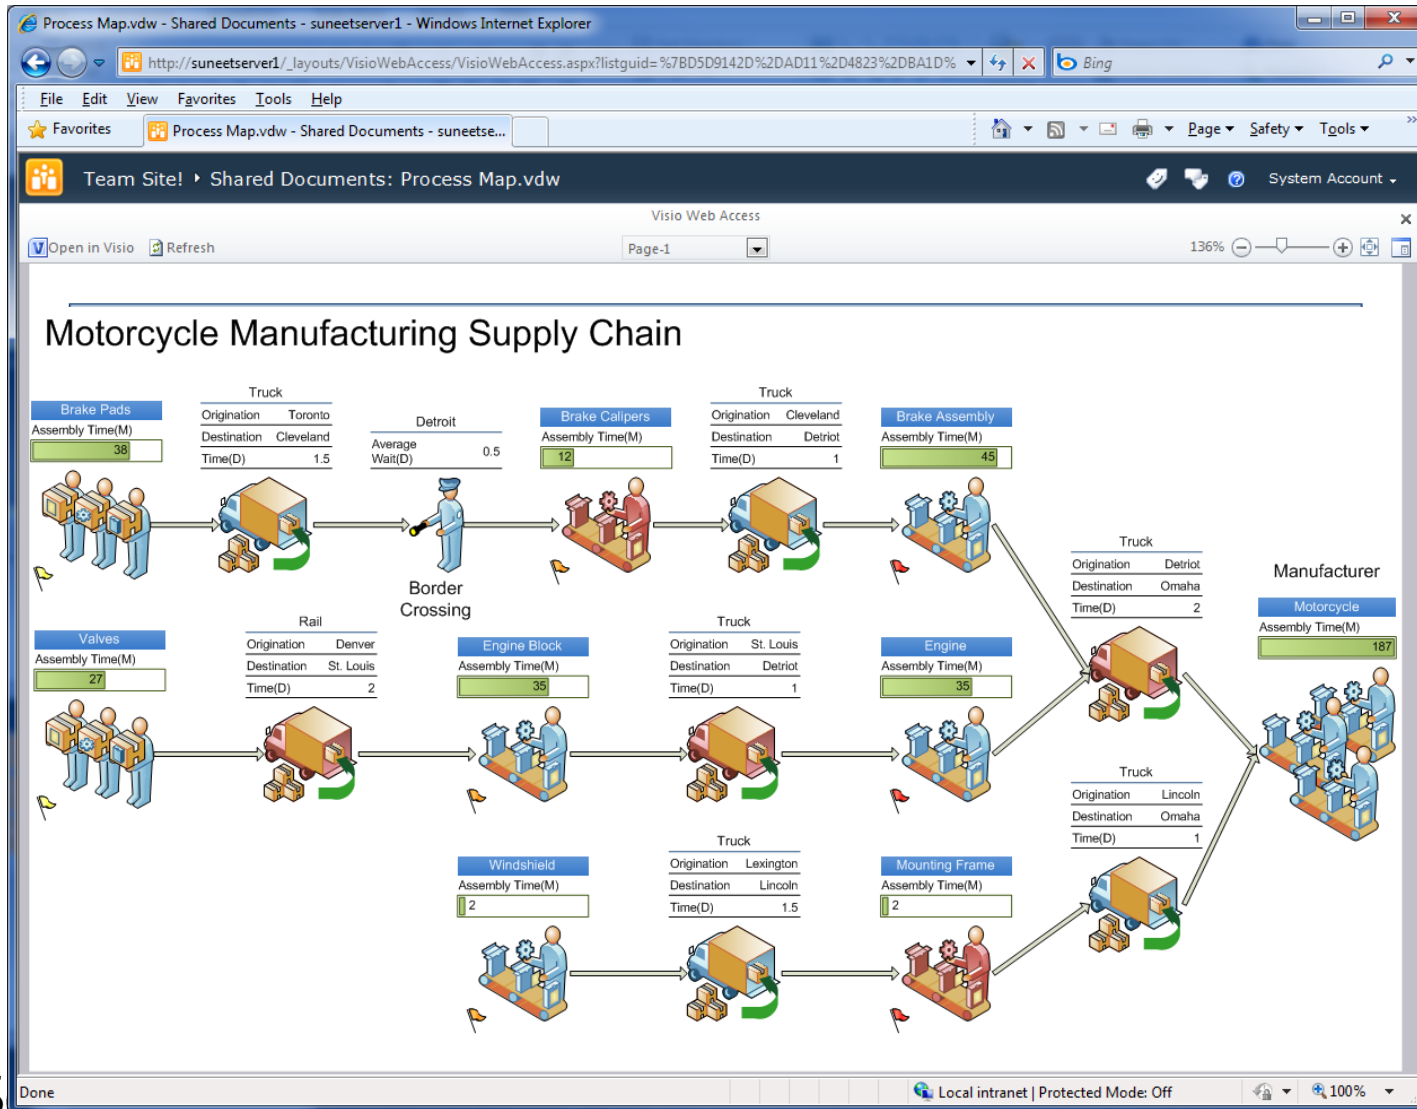 Process Map.vdw - Shared Documents - suneetserver1 - Windows Internet Explorer
http://suneetserver1/_layouts/VisioWebAccess/VisioWebAccess.aspx?listguid=%7BD5D9142D%2DAD11%2D4823%2DBA1D%
Bing
File Edit View Favorites Tools Help
Favorites
Process Map.vdw - Shared Documents - suneetse...
Page Safety Tools
Team Site! Shared Documents: Process Map.vdw
System Account
Visio Web Access
Open in Visio Refresh
Page-1
136%
Motorcycle Manufacturing Supply Chain
Brake Pads
Assembly Time(M)
38
Truck
Origination Toronto
Destination Cleveland
Time(D) 1.5
Detroit
Average
Wait(D) 0.5
Border
Crossing
Brake Calipers
Assembly Time(M)
12
Truck
Origination Cleveland
Destination Detriot
Time(D) 1
Brake Assembly
Assembly Time(M)
45
Truck
Origination Detriot
Destination Omaha
Time(D) 2
Manufacturer
Motorcycle
Assembly Time(M)
187
Valves
Assembly Time(M)
27
Rail
Origination Denver
Destination St. Louis
Time(D) 2
Engine Block
Assembly Time(M)
35
Truck
Origination St. Louis
Destination Detriot
Time(D) 1
Engine
Assembly Time(M)
35
Truck
Origination Lincoln
Destination Omaha
Time(D) 1
Windshield
Assembly Time(M)
2
Truck
Origination Lexington
Destination Lincoln
Time(D) 1.5
Mounting Frame
Assembly Time(M)
2
Done
Local intranet | Protected Mode: Off
100%